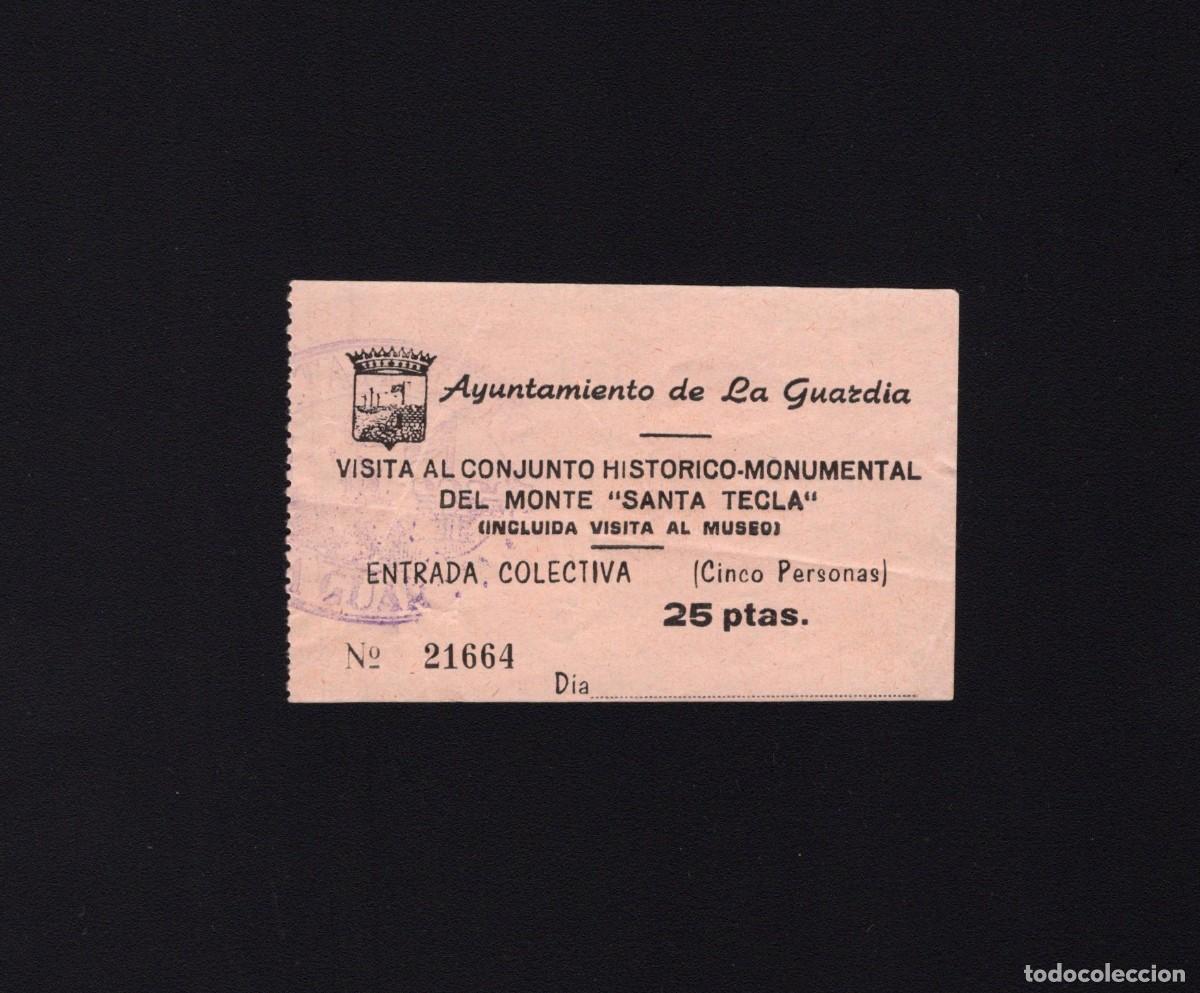 Ayuntamiento de La Guardia
VISITA AL CONJUNTO HISTORICO-MONUMENTAL
DEL MONTE "SANTA TECLA"
(INCLUIDA VISITA AL MUSEO)
ENTRADA COLECTIVA (Cinco Personas)
25 ptas.
Nº 21664
Dia
todocoleccion